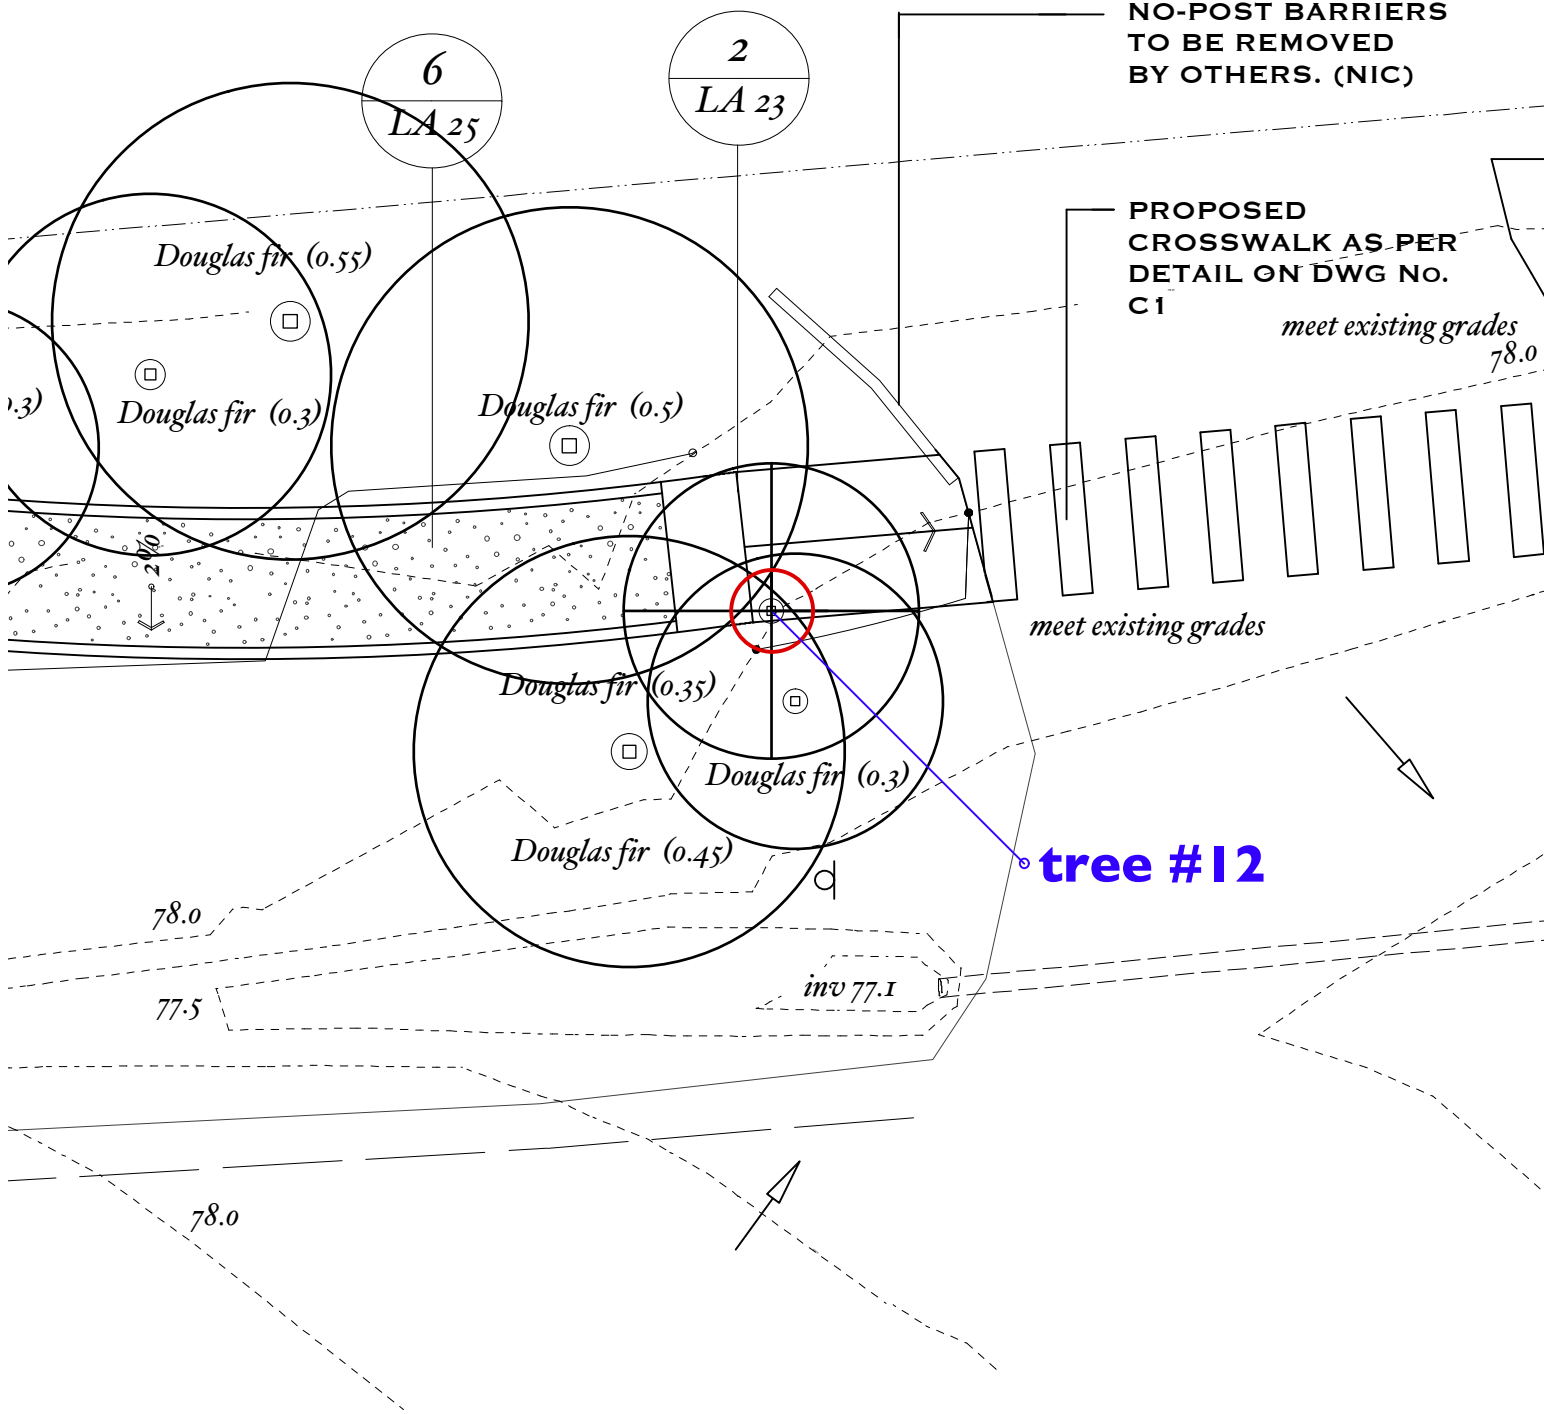 NO-POST BARRIERS
TO BE REMOVED
BY OTHERS. (NIC)
6
LA 25
2
LA 23
PROPOSED
CROSSWALK AS PER
DETAIL ON DWG NO.
C1
Douglas fir (0.55)
meet existing grades
78.0
0.3)
Douglas fir (0.3)
Douglas fir (0.5)
2%
meet existing grades
Douglas fir (0.35)
Douglas fir (0.3)
Douglas fir (0.45)
tree #12
78.0
77.5
inv 77.1
78.0